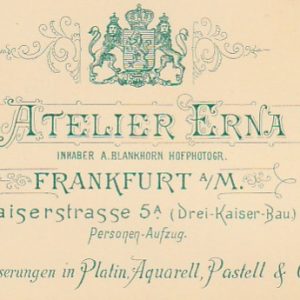 ATELIER ERNA
INHABER A. BLANKHORN HOFPHOTOGR.
FRANKFURT A/M.
aiserstrasse 5A (Drei-Kaiser-Bau)
Personen-Aufzug.
serungen in Platin, Aquarell, Pastell &